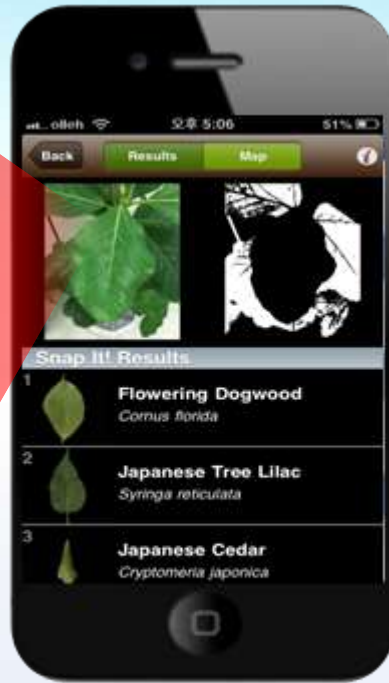 olleh 오후 5:06 51%
Back Results Map
Snap It! Results
1
Flowering Dogwood
Cornus florida
2
Japanese Tree Lilac
Syringa reticulata
3
Japanese Cedar
Cryptomeria japonica